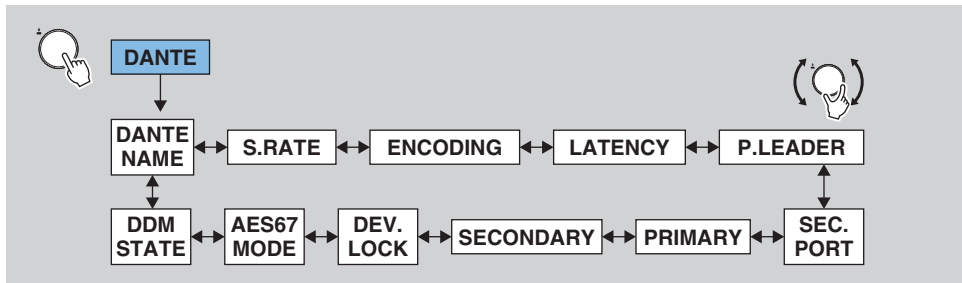 DANTE
DANTE
NAME
S.RATE
ENCODING
LATENCY
P.LEADER
DDM
STATE
AES67
MODE
DEV.
LOCK
SECONDARY
PRIMARY
SEC.
PORT